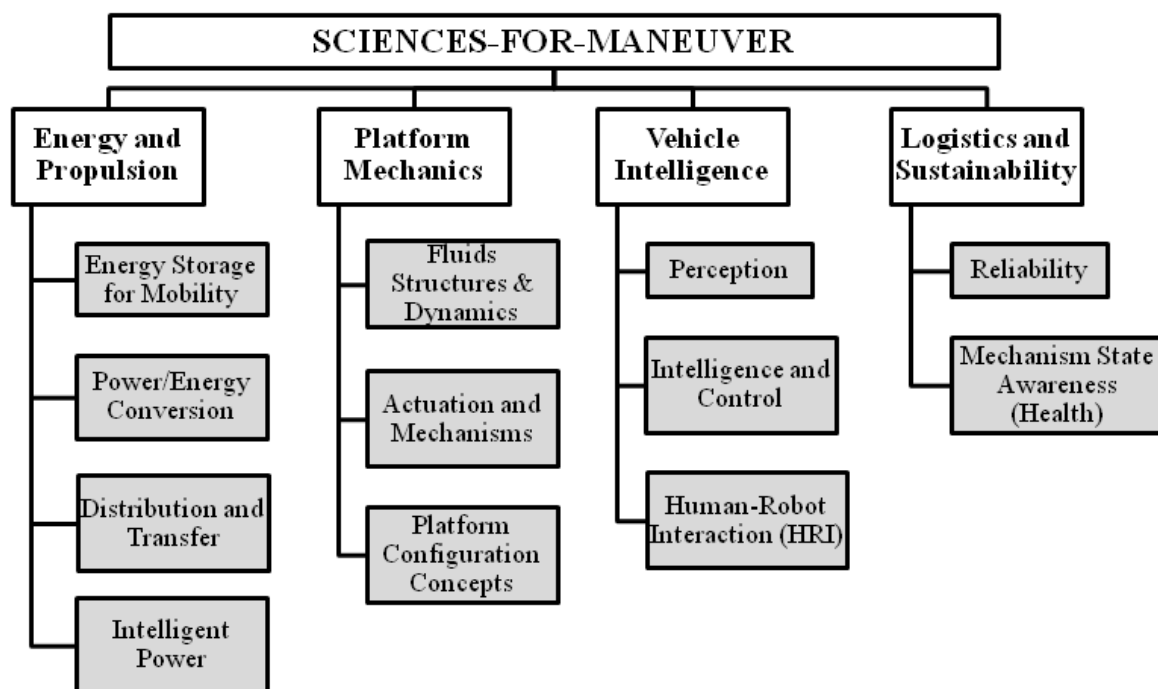 SCIENCES-FOR-MANEUVER
Energy and
Propulsion
Energy Storage
for Mobility
Power/Energy
Conversion
Distribution and
Transfer
Intelligent
Power
Platform
Mechanics
Fluids
Structures &
Dynamics
Actuation and
Mechanisms
Platform
Configuration
Concepts
Vehicle
Intelligence
Perception
Intelligence and
Control
Human-Robot
Interaction (HRI)
Logistics and
Sustainability
Reliability
Mechanism State
Awareness
(Health)